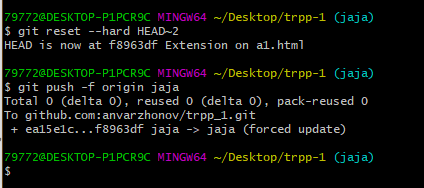 79772@DESKTOP-P1PCR9C MINGW64 ~/Desktop/trpp-1 (jaja)
$ git reset --hard HEAD~2
HEAD is now at f8963df Extension on a1.html
79772@DESKTOP-P1PCR9C MINGW64 ~/Desktop/trpp-1 (jaja)
$ git push -f origin jaja
Total 0 (delta 0), reused 0 (delta 0), pack-reused 0
To github.com:anvarzhonov/trpp_1.git
 + ea15e1c...f8963df jaja -> jaja (forced update)
79772@DESKTOP-P1PCR9C MINGW64 ~/Desktop/trpp-1 (jaja)
$